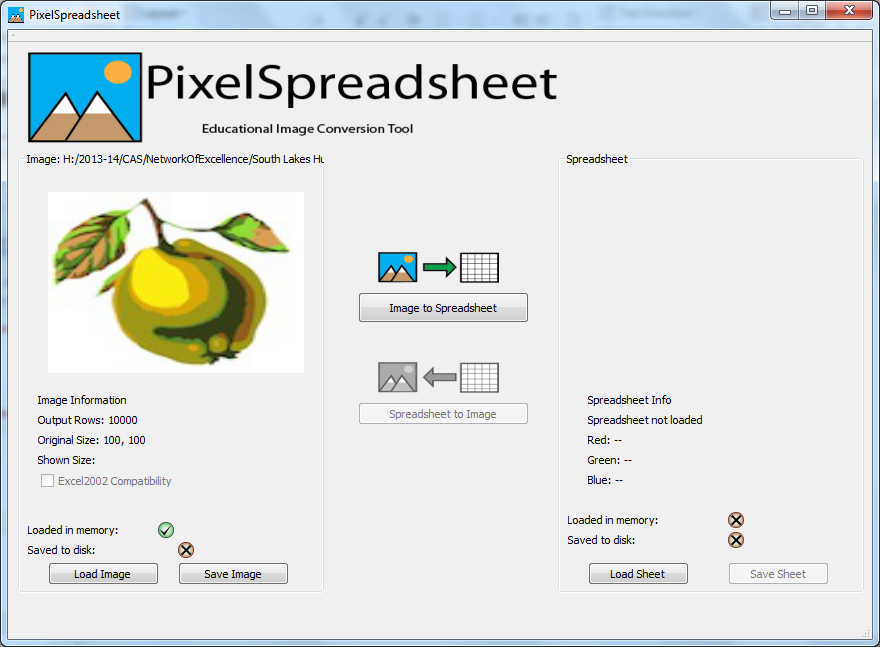 PixelSpreadsheet
PixelSpreadsheet
Educational Image Conversion Tool
Image: H:/2013-14/CAS/NetworkOfExcellence/South Lakes Hu
Spreadsheet
Image to Spreadsheet
Spreadsheet to Image
Image Information
Output Rows: 10000
Original Size: 100, 100
Shown Size:
Excel2002 Compatibility
Loaded in memory:
Saved to disk:
Load Image
Save Image
Spreadsheet Info
Spreadsheet not loaded
Red: --
Green: --
Blue: --
Loaded in memory:
Saved to disk:
Load Sheet
Save Sheet